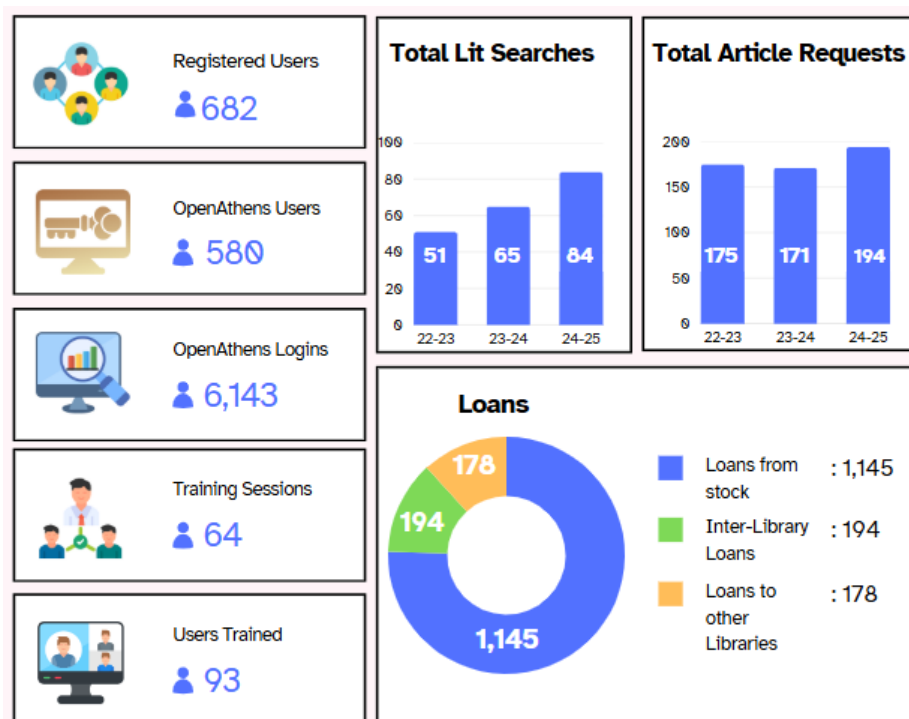 Registered Users
682
OpenAthens Users
580
OpenAthens Logins
6,143
Training Sessions
64
Users Trained
93
Total Lit Searches
100
80
60
40
20
0
51
65
84
22-23
23-24
24-25
Total Article Requests
200
150
100
50
0
175
171
194
22-23
23-24
24-25
Loans
178
194
1,145
Loans from : 1,145
stock
Inter-Library : 194
Loans
Loans to : 178
other
Libraries